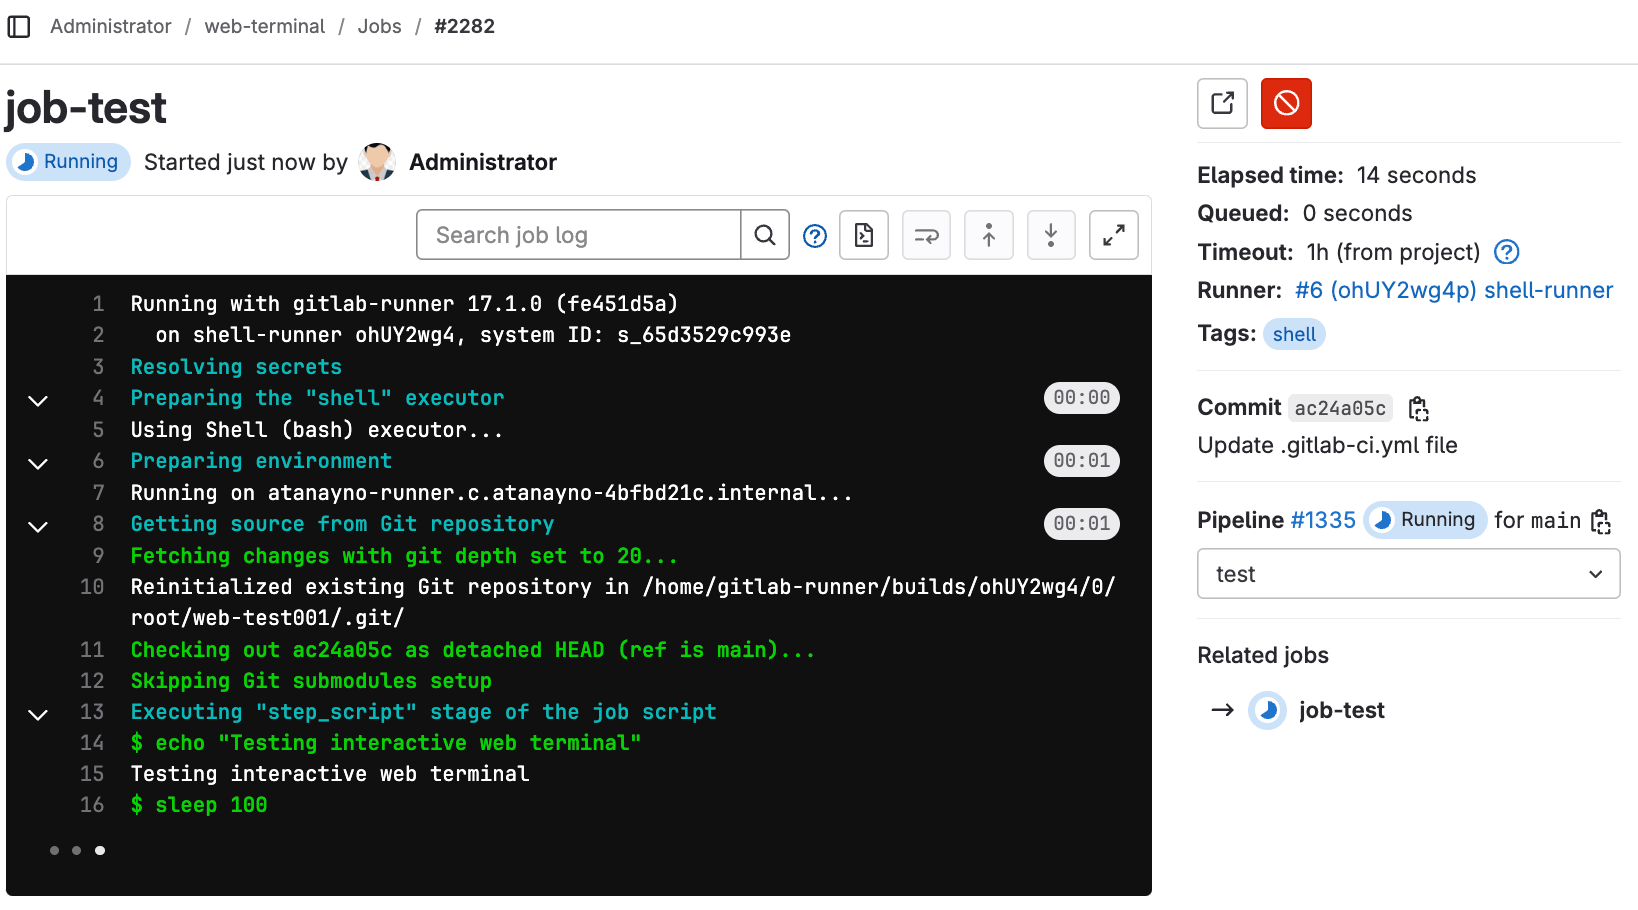 Administrator / web-terminal / Jobs / #2282
job-test
Running Started just now by Administrator
Search job log
1 Running with gitlab-runner 17.1.0 (fe451d5a)
2 on shell-runner ohUY2wg4, system ID: s_65d3529c993e
3 Resolving secrets
4 Preparing the "shell" executor 00:00
5 Using Shell (bash) executor...
6 Preparing environment 00:01
7 Running on atanayno-runner.c.atanayno-4bfbd21c.internal...
8 Getting source from Git repository 00:01
9 Fetching changes with git depth set to 20...
10 Reinitialized existing Git repository in /home/gitlab-runner/builds/ohUY2wg4/0/
root/web-test001/.git/
11 Checking out ac24a05c as detached HEAD (ref is main)...
12 Skipping Git submodules setup
13 Executing "step_script" stage of the job script
14 $ echo "Testing interactive web terminal"
15 Testing interactive web terminal
16 $ sleep 100
Elapsed time: 14 seconds
Queued: 0 seconds
Timeout: 1h (from project)
Runner: #6 (ohUY2wg4p) shell-runner
Tags: shell
Commit ac24a05c
Update .gitlab-ci.yml file
Pipeline #1335 Running for main
test
Related jobs
→ job-test